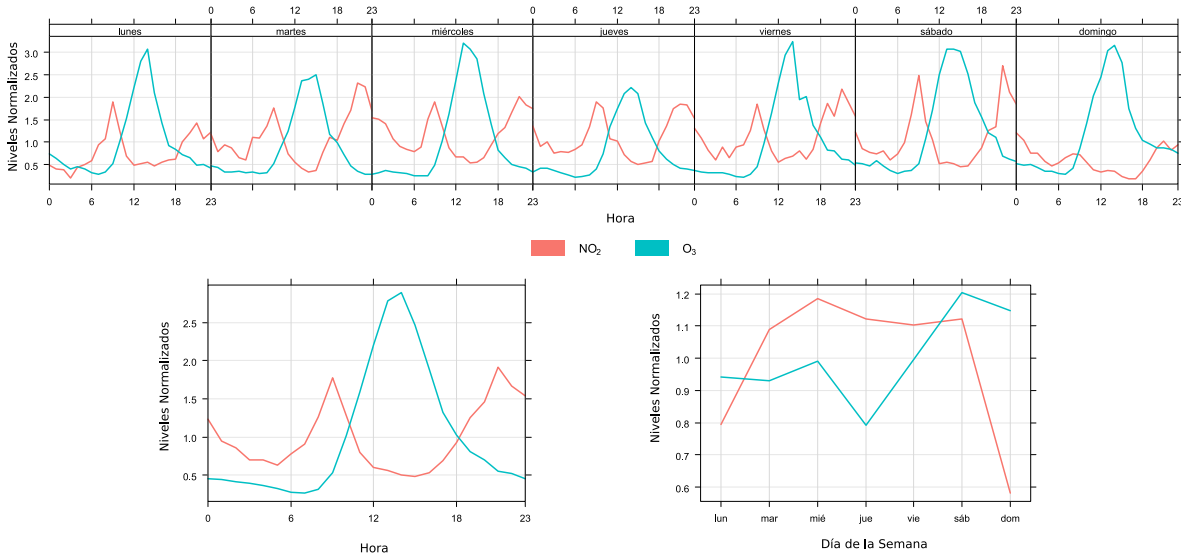 0 6 12 18 23 0 6 12 18 23 0 6 12 18 23
lunes martes miércoles jueves viernes sábado domingo
Niveles Normalizados
3.0
2.5
2.0
1.5
1.0
0.5
0 6 12 18 0 6 12 18 23 0 6 12 18 23 0 6 12 18 23
Hora
NO₂ O₃
Niveles Normalizados
2.5
2.0
1.5
1.0
0.5
0 6 12 18 23
Hora
Niveles Normalizados
1.2
1.1
1.0
0.9
0.8
0.7
0.6
lun mar mié jue vie sáb dom
Día de la Semana